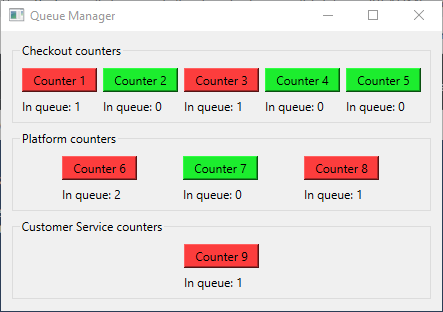 Queue Manager
Checkout counters
Counter 1 Counter 2 Counter 3 Counter 4 Counter 5
In queue: 1 In queue: 0 In queue: 1 In queue: 0 In queue: 0
Platform counters
Counter 6 Counter 7 Counter 8
In queue: 2 In queue: 0 In queue: 1
Customer Service counters
Counter 9
In queue: 1